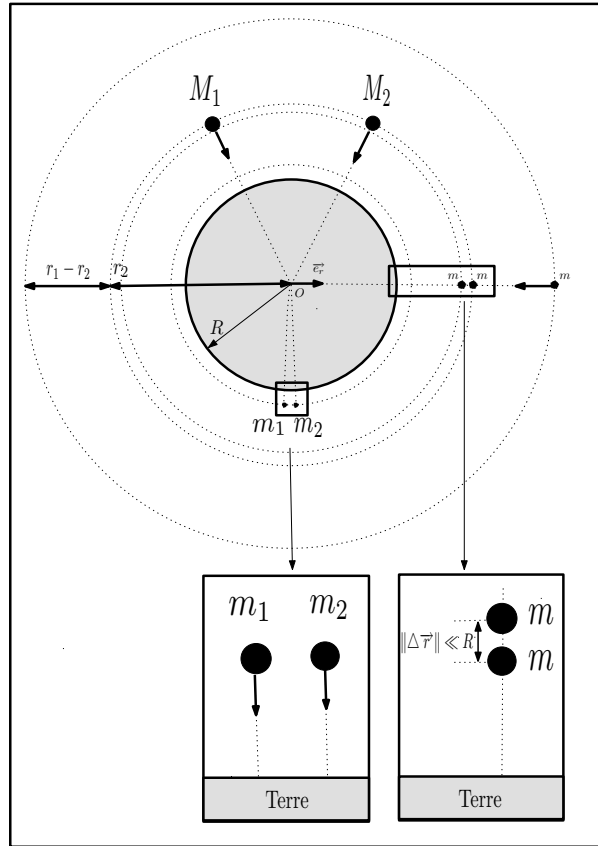 M₁ M₂
r₁ − r₂ r₂ e⃗ᵣ m m m
O
R
m₁ m₂
m₁ m₂ m
‖Δr⃗‖ ≪ R
m
Terre Terre